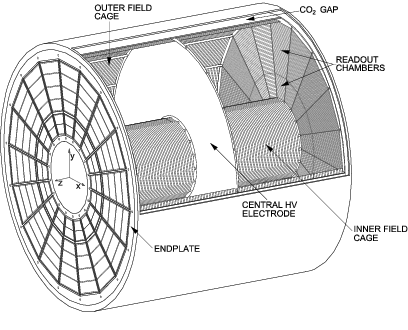 OUTER FIELD
CAGE
CO₂ GAP
READOUT
CHAMBERS
y
z
x
CENTRAL HV
ELECTRODE
INNER FIELD
CAGE
ENDPLATE